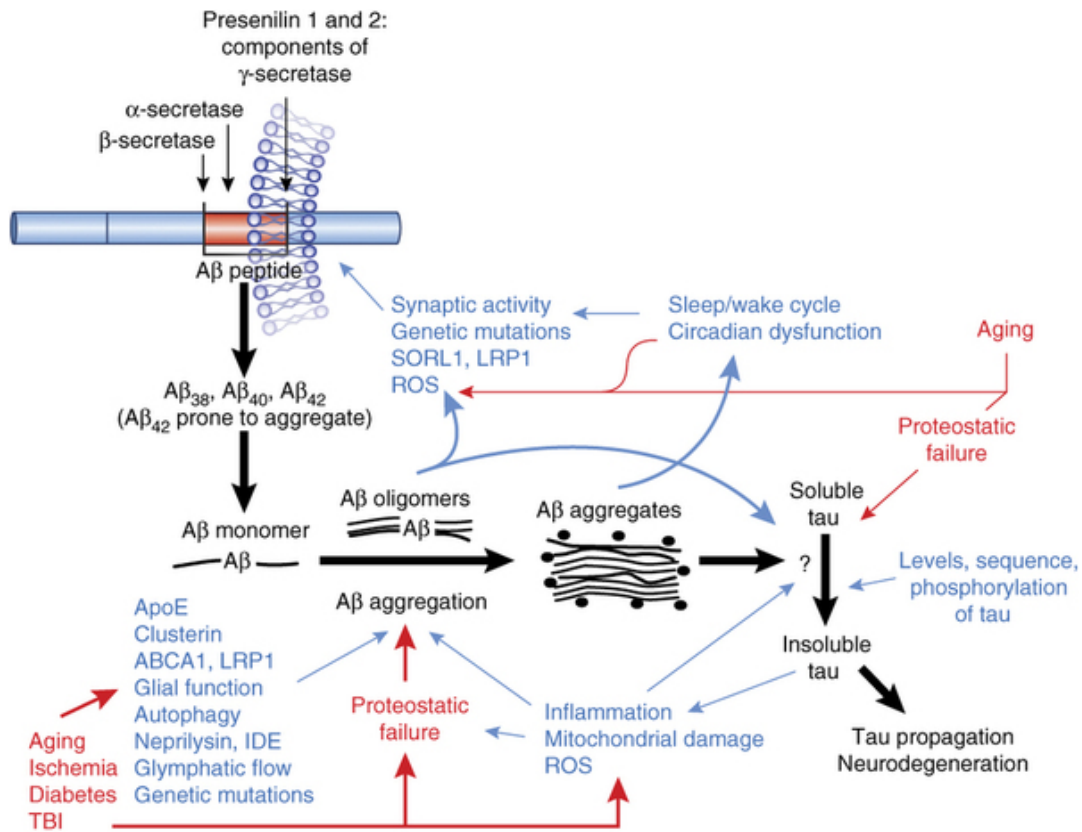 Presenilin 1 and 2:
components of
γ-secretase
α-secretase
β-secretase
Aβ peptide
Synaptic activity
Genetic mutations
SORL1, LRP1
ROS
Sleep/wake cycle
Circadian dysfunction
Aging
Proteostatic
failure
Aβ38, Aβ40, Aβ42
(Aβ42 prone to aggregate)
Aβ monomer
Aβ
Aβ oligomers
Aβ
Aβ aggregates
Soluble
tau
?
Levels, sequence,
phosphorylation
of tau
Aβ aggregation
Insoluble
tau
ApoE
Clusterin
ABCA1, LRP1
Glial function
Autophagy
Neprilysin, IDE
Glymphatic flow
Genetic mutations
Aging
Ischemia
Diabetes
TBI
Proteostatic
failure
Inflammation
Mitochondrial damage
ROS
Tau propagation
Neurodegeneration